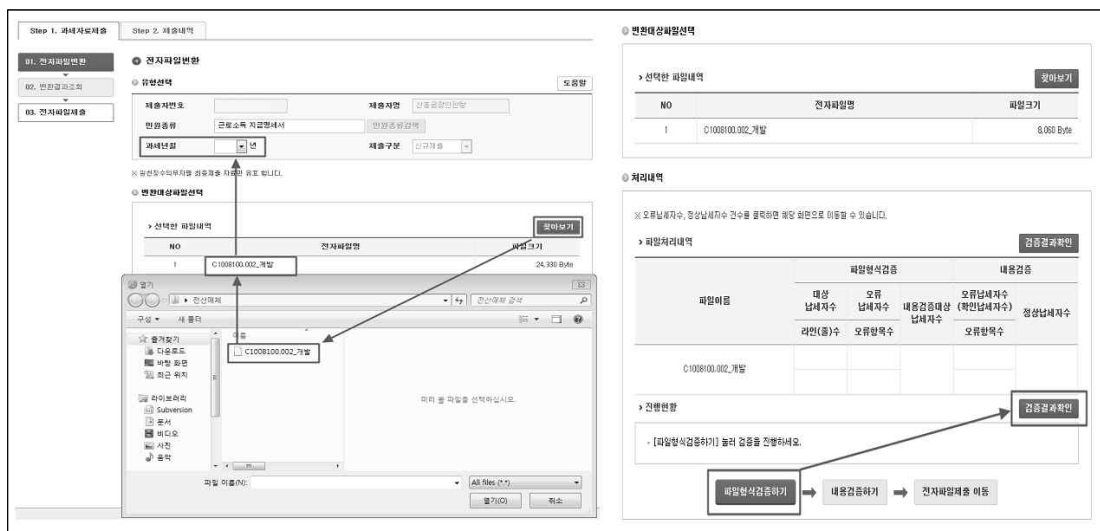 Step 1. 과세자료제출
Step 2. 제출내역
01. 전자파일변환
02. 변환결과조회
03. 전자파일제출
전자파일변환
유형선택
도움말
제출자번호
제출자명
민원종류
근로소득 지급명세서
민원종류검색
과세년월
년
제출구분
신규제출
변환대상파일선택
› 선택한 파일내역
찾아보기
NO 전자파일명 파일크기
1 C1008100.002_개발 24,330 Byte
열기
전산매체
전산매체 검색
구성
새 폴더
즐겨찾기
다운로드
바탕 화면
최근 위치
라이브러리
Subversion
문서
비디오
사진
음악
이름
C1008100.002_개발
미리 볼 파일을 선택하십시오.
파일 이름(N):
All files (*.*)
열기(O)
취소
변환대상파일선택
› 선택한 파일내역
찾아보기
NO 전자파일명 파일크기
1 C1008100.002_개발 8,060 Byte
처리내역
※ 오류납세자수, 정상납세자수 건수를 클릭하면 해당 화면으로 이동할 수 있습니다.
› 파일처리내역
검증결과확인
파일이름
파일형식검증
내용검증
대상
납세자수
오류
납세자수
내용검증대상
납세자수
오류납세자수
(확인납세자수)
정상납세자수
라인(줄)수
오류항목수
오류항목수
C1008100.002_개발
› 진행현황
검증결과확인
- [파일형식검증하기] 눌러 검증을 진행하세요.
파일형식검증하기
내용검증하기
전자파일제출 이동